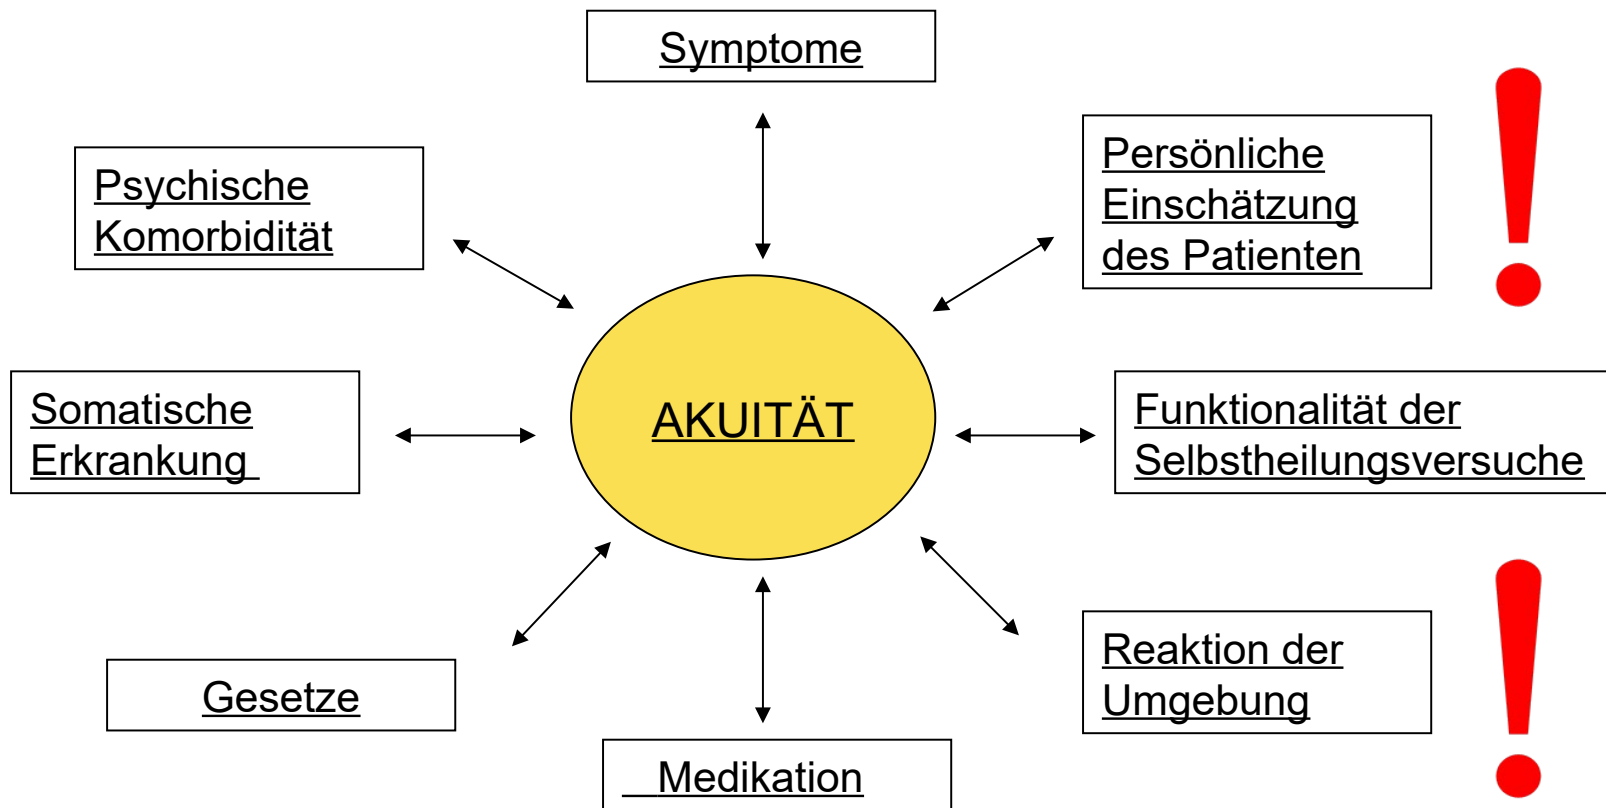 Symptome
Persönliche
Einschätzung
des Patienten
Psychische
Komorbidität
Somatische
Erkrankung
AKUITÄT
Funktionalität der
Selbstheilungsversuche
Gesetze
Reaktion der
Umgebung
Medikation